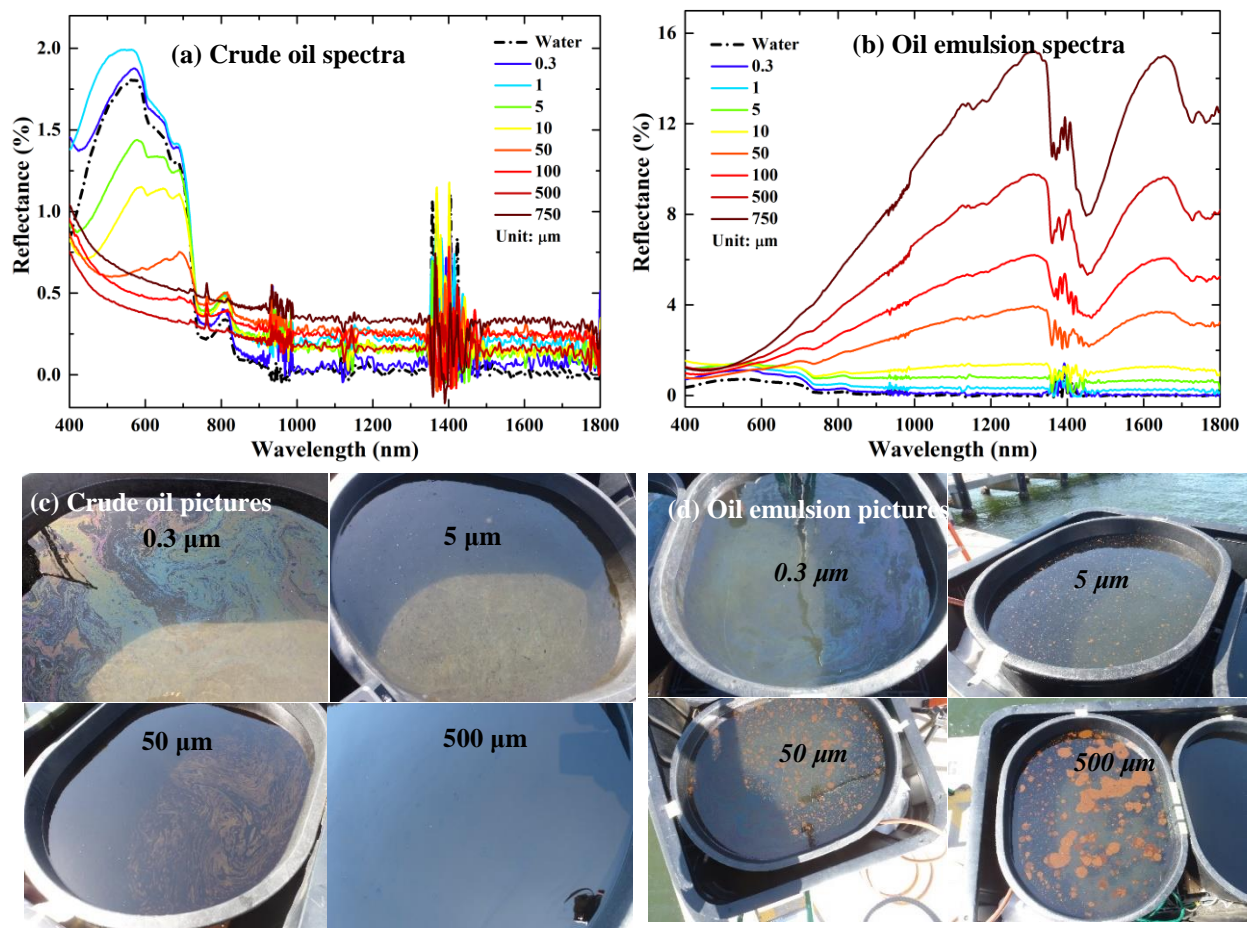 (a) Crude oil spectra
Water
0.3
1
5
10
50
100
500
750
Unit: μm
2.0
1.5
1.0
0.5
0.0
Reflectance (%)
400 600 800 1000 1200 1400 1600 1800
Wavelength (nm)
(b) Oil emulsion spectra
Water
0.3
1
5
10
50
100
500
750
Unit: μm
16
12
8
4
0
Reflectance (%)
400 600 800 1000 1200 1400 1600 1800
Wavelength (nm)
(c) Crude oil pictures
0.3 μm
5 μm
50 μm
500 μm
(d) Oil emulsion pictures
0.3 μm
5 μm
50 μm
500 μm